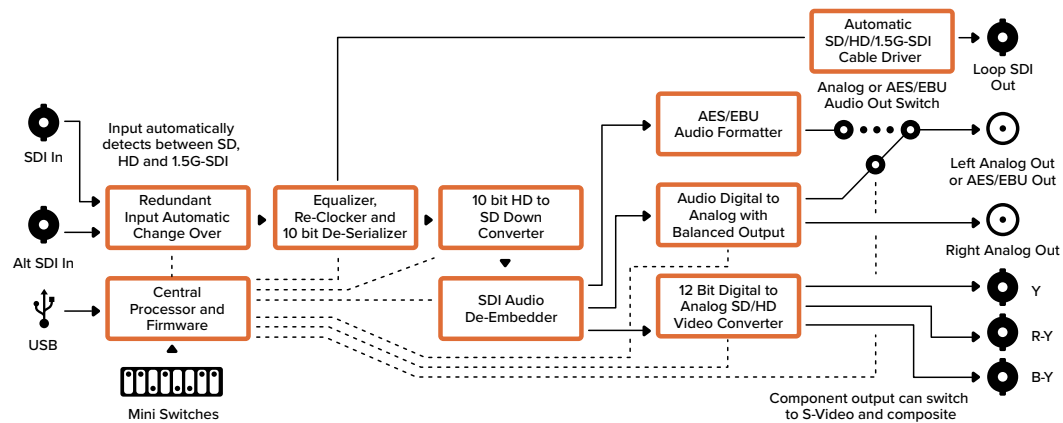 Automatic
SD/HD/1.5G-SDI
Cable Driver
Loop SDI
Out
Analog or AES/EBU
Audio Out Switch
SDI In
Input automatically
detects between SD,
HD and 1.5G-SDI
AES/EBU
Audio Formatter
Left Analog Out
or AES/EBU Out
Alt SDI In
Redundant
Input Automatic
Change Over
Equalizer,
Re-Clocker and
10 bit De-Serializer
10 bit HD to
SD Down
Converter
Audio Digital to
Analog with
Balanced Output
Right Analog Out
USB
Central
Processor and
Firmware
SDI Audio
De-Embedder
12 Bit Digital to
Analog SD/HD
Video Converter
Y
R-Y
B-Y
Mini Switches
Component output can switch
to S-Video and composite